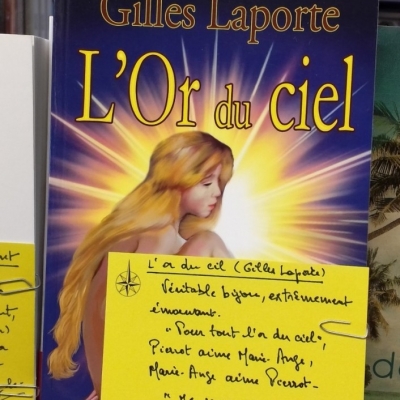 Gilles Laporte
L'Or du ciel
L'or du cil (Gilles Laporte)
Véritable bijou, extrêmement
émouvant.
"Pour tout l'or du ciel",
Pierrot aime Marie-Ange,
Marie-Ange aime Pierrot-